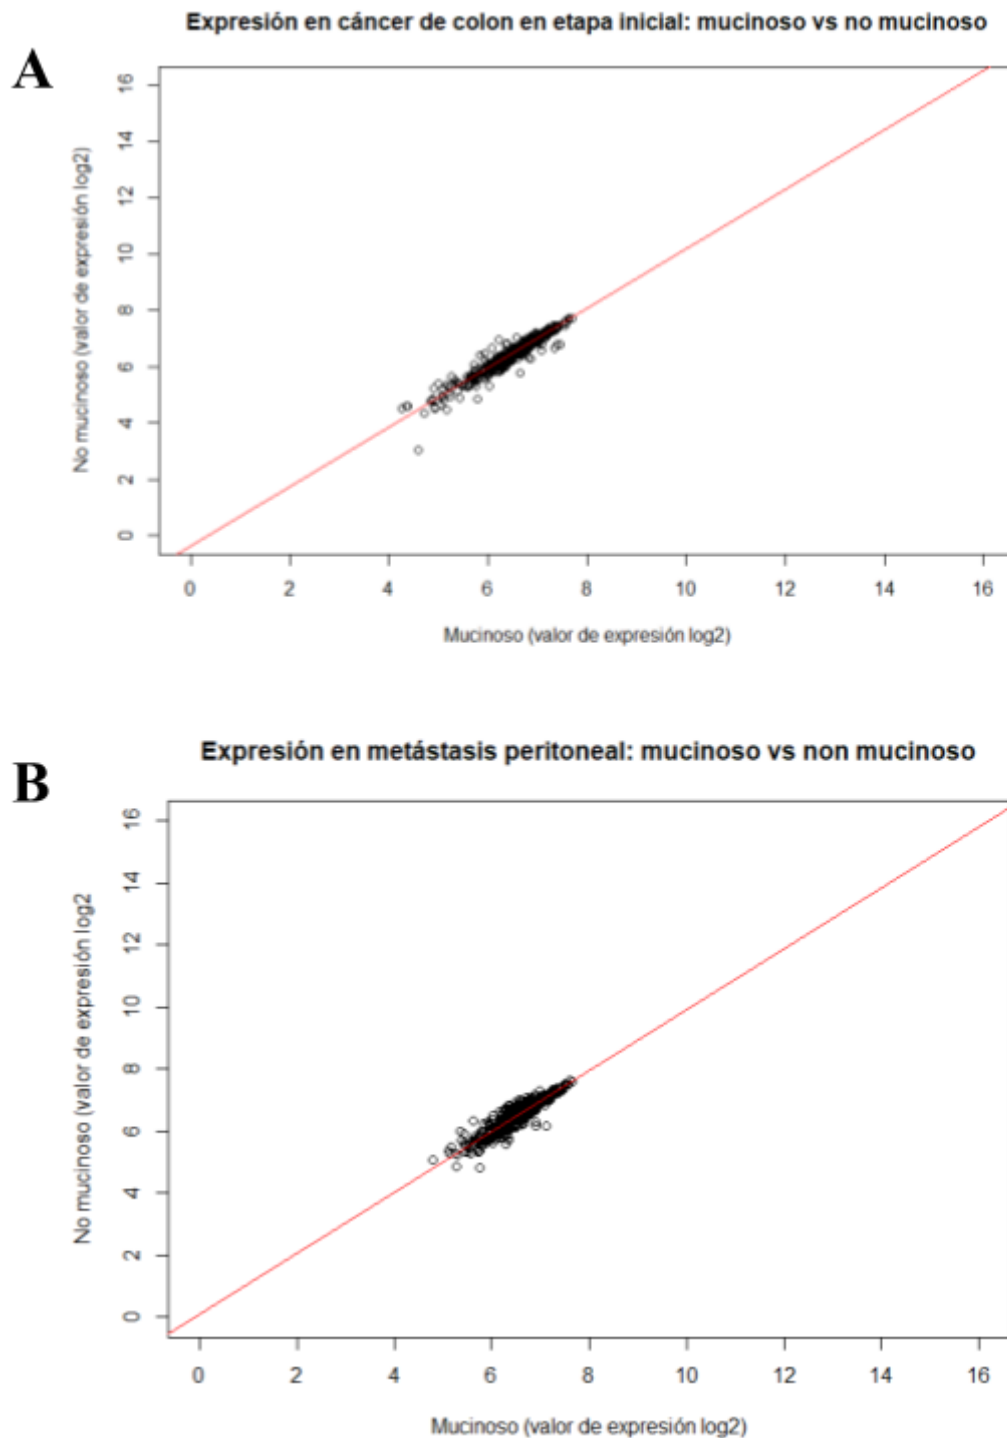 Expresión en cáncer de colon en etapa inicial: mucinoso vs no mucinoso
A
No mucinoso (valor de expresión log2)
16
14
12
10
8
6
4
2
0
0 2 4 6 8 10 12 14 16
Mucinoso (valor de expresión log2)
Expresión en metástasis peritoneal: mucinoso vs non mucinoso
B
No mucinoso (valor de expresión log2
16
14
12
10
8
6
4
2
0
0 2 4 6 8 10 12 14 16
Mucinoso (valor de expresión log2)